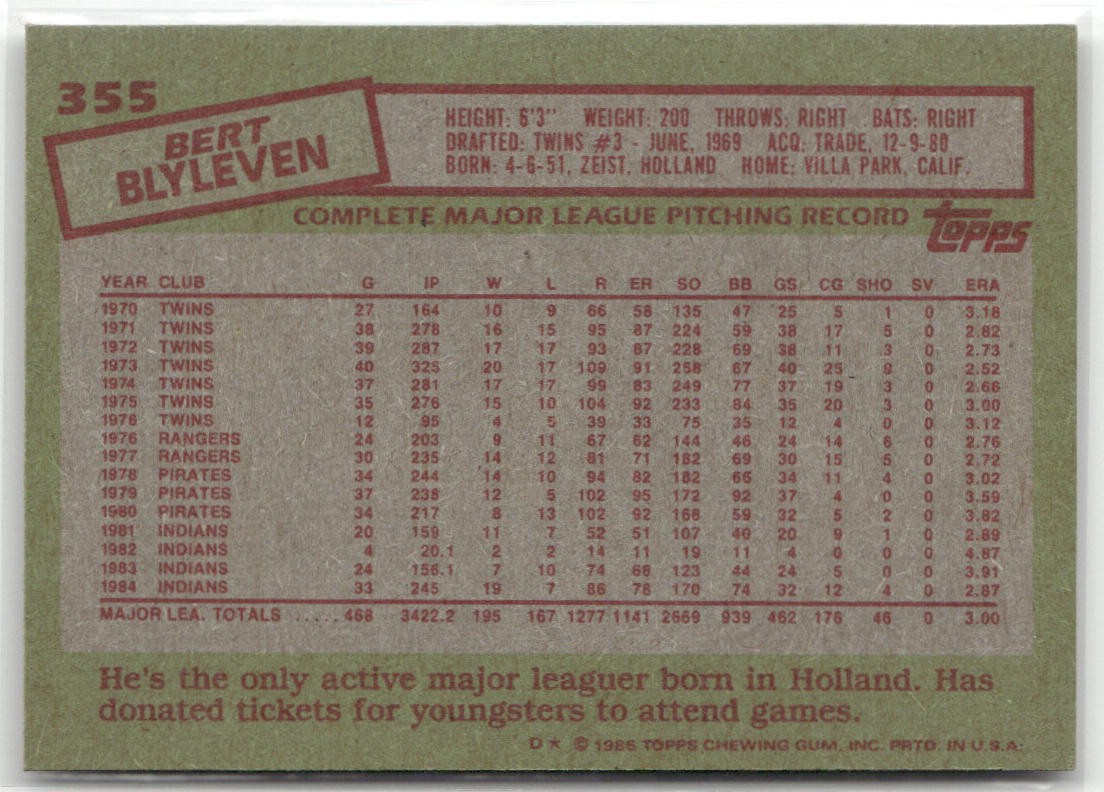 355
BERT
BLYLEVEN
HEIGHT: 6'3" WEIGHT: 200 THROWS: RIGHT BATS: RIGHT
DRAFTED: TWINS #3 - JUNE, 1969 ACQ: TRADE, 12-9-80
BORN: 4-6-51, ZEIST, HOLLAND HOME: VILLA PARK, CALIF.
COMPLETE MAJOR LEAGUE PITCHING RECORD topps
YEAR CLUB G IP W L R ER SO BB GS CG SHO SV ERA
1970 TWINS 27 164 10 9 66 58 135 47 25 5 1 0 3.18
1971 TWINS 38 278 16 15 95 87 224 59 38 17 5 0 2.82
1972 TWINS 39 287 17 17 93 87 228 69 38 11 3 0 2.73
1973 TWINS 40 325 20 17 109 91 258 67 40 25 9 0 2.52
1974 TWINS 37 281 17 17 99 83 249 77 37 19 3 0 2.66
1975 TWINS 35 276 15 10 104 92 233 84 35 20 3 0 3.00
1976 TWINS 12 95 4 5 39 33 75 35 12 4 0 0 3.12
1976 RANGERS 24 203 9 11 67 62 144 46 24 14 6 0 2.76
1977 RANGERS 30 235 14 12 81 71 182 69 30 15 5 0 2.72
1978 PIRATES 34 244 14 10 94 82 182 66 34 11 4 0 3.02
1979 PIRATES 37 238 12 5 102 95 172 92 37 4 0 0 3.59
1980 PIRATES 34 217 8 13 102 92 168 59 32 5 2 0 3.82
1981 INDIANS 20 159 11 7 52 51 107 40 20 9 1 0 2.89
1982 INDIANS 4 20.1 2 2 14 11 19 11 4 0 0 0 4.87
1983 INDIANS 24 156.1 7 10 74 68 123 44 24 5 0 0 3.91
1984 INDIANS 33 245 19 7 86 78 170 74 32 12 4 0 2.87
MAJOR LEA. TOTALS ..... 468 3422.2 195 167 1277 1141 2669 939 462 176 46 0 3.00
He's the only active major leaguer born in Holland. Has
donated tickets for youngsters to attend games.
D★ © 1985 TOPPS CHEWING GUM, INC. PRTD. IN U.S.A.